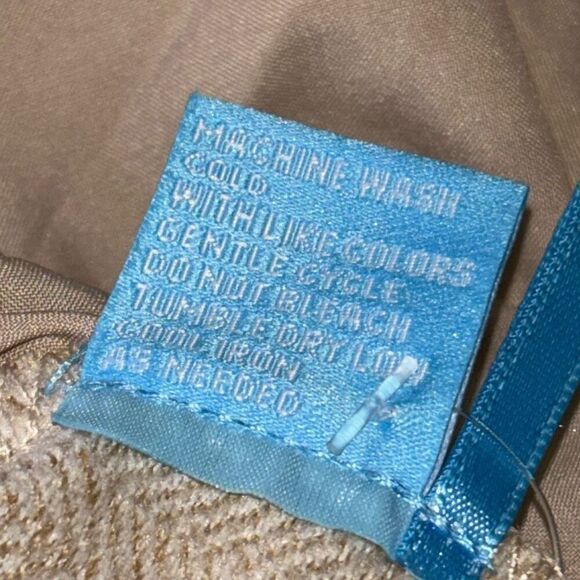 MACHINE WASH
COLD
WITH LIKE COLORS
GENTLE CYCLE
DO NOT BLEACH
TUMBLE DRY LOW
COOL IRON
AS NEEDED